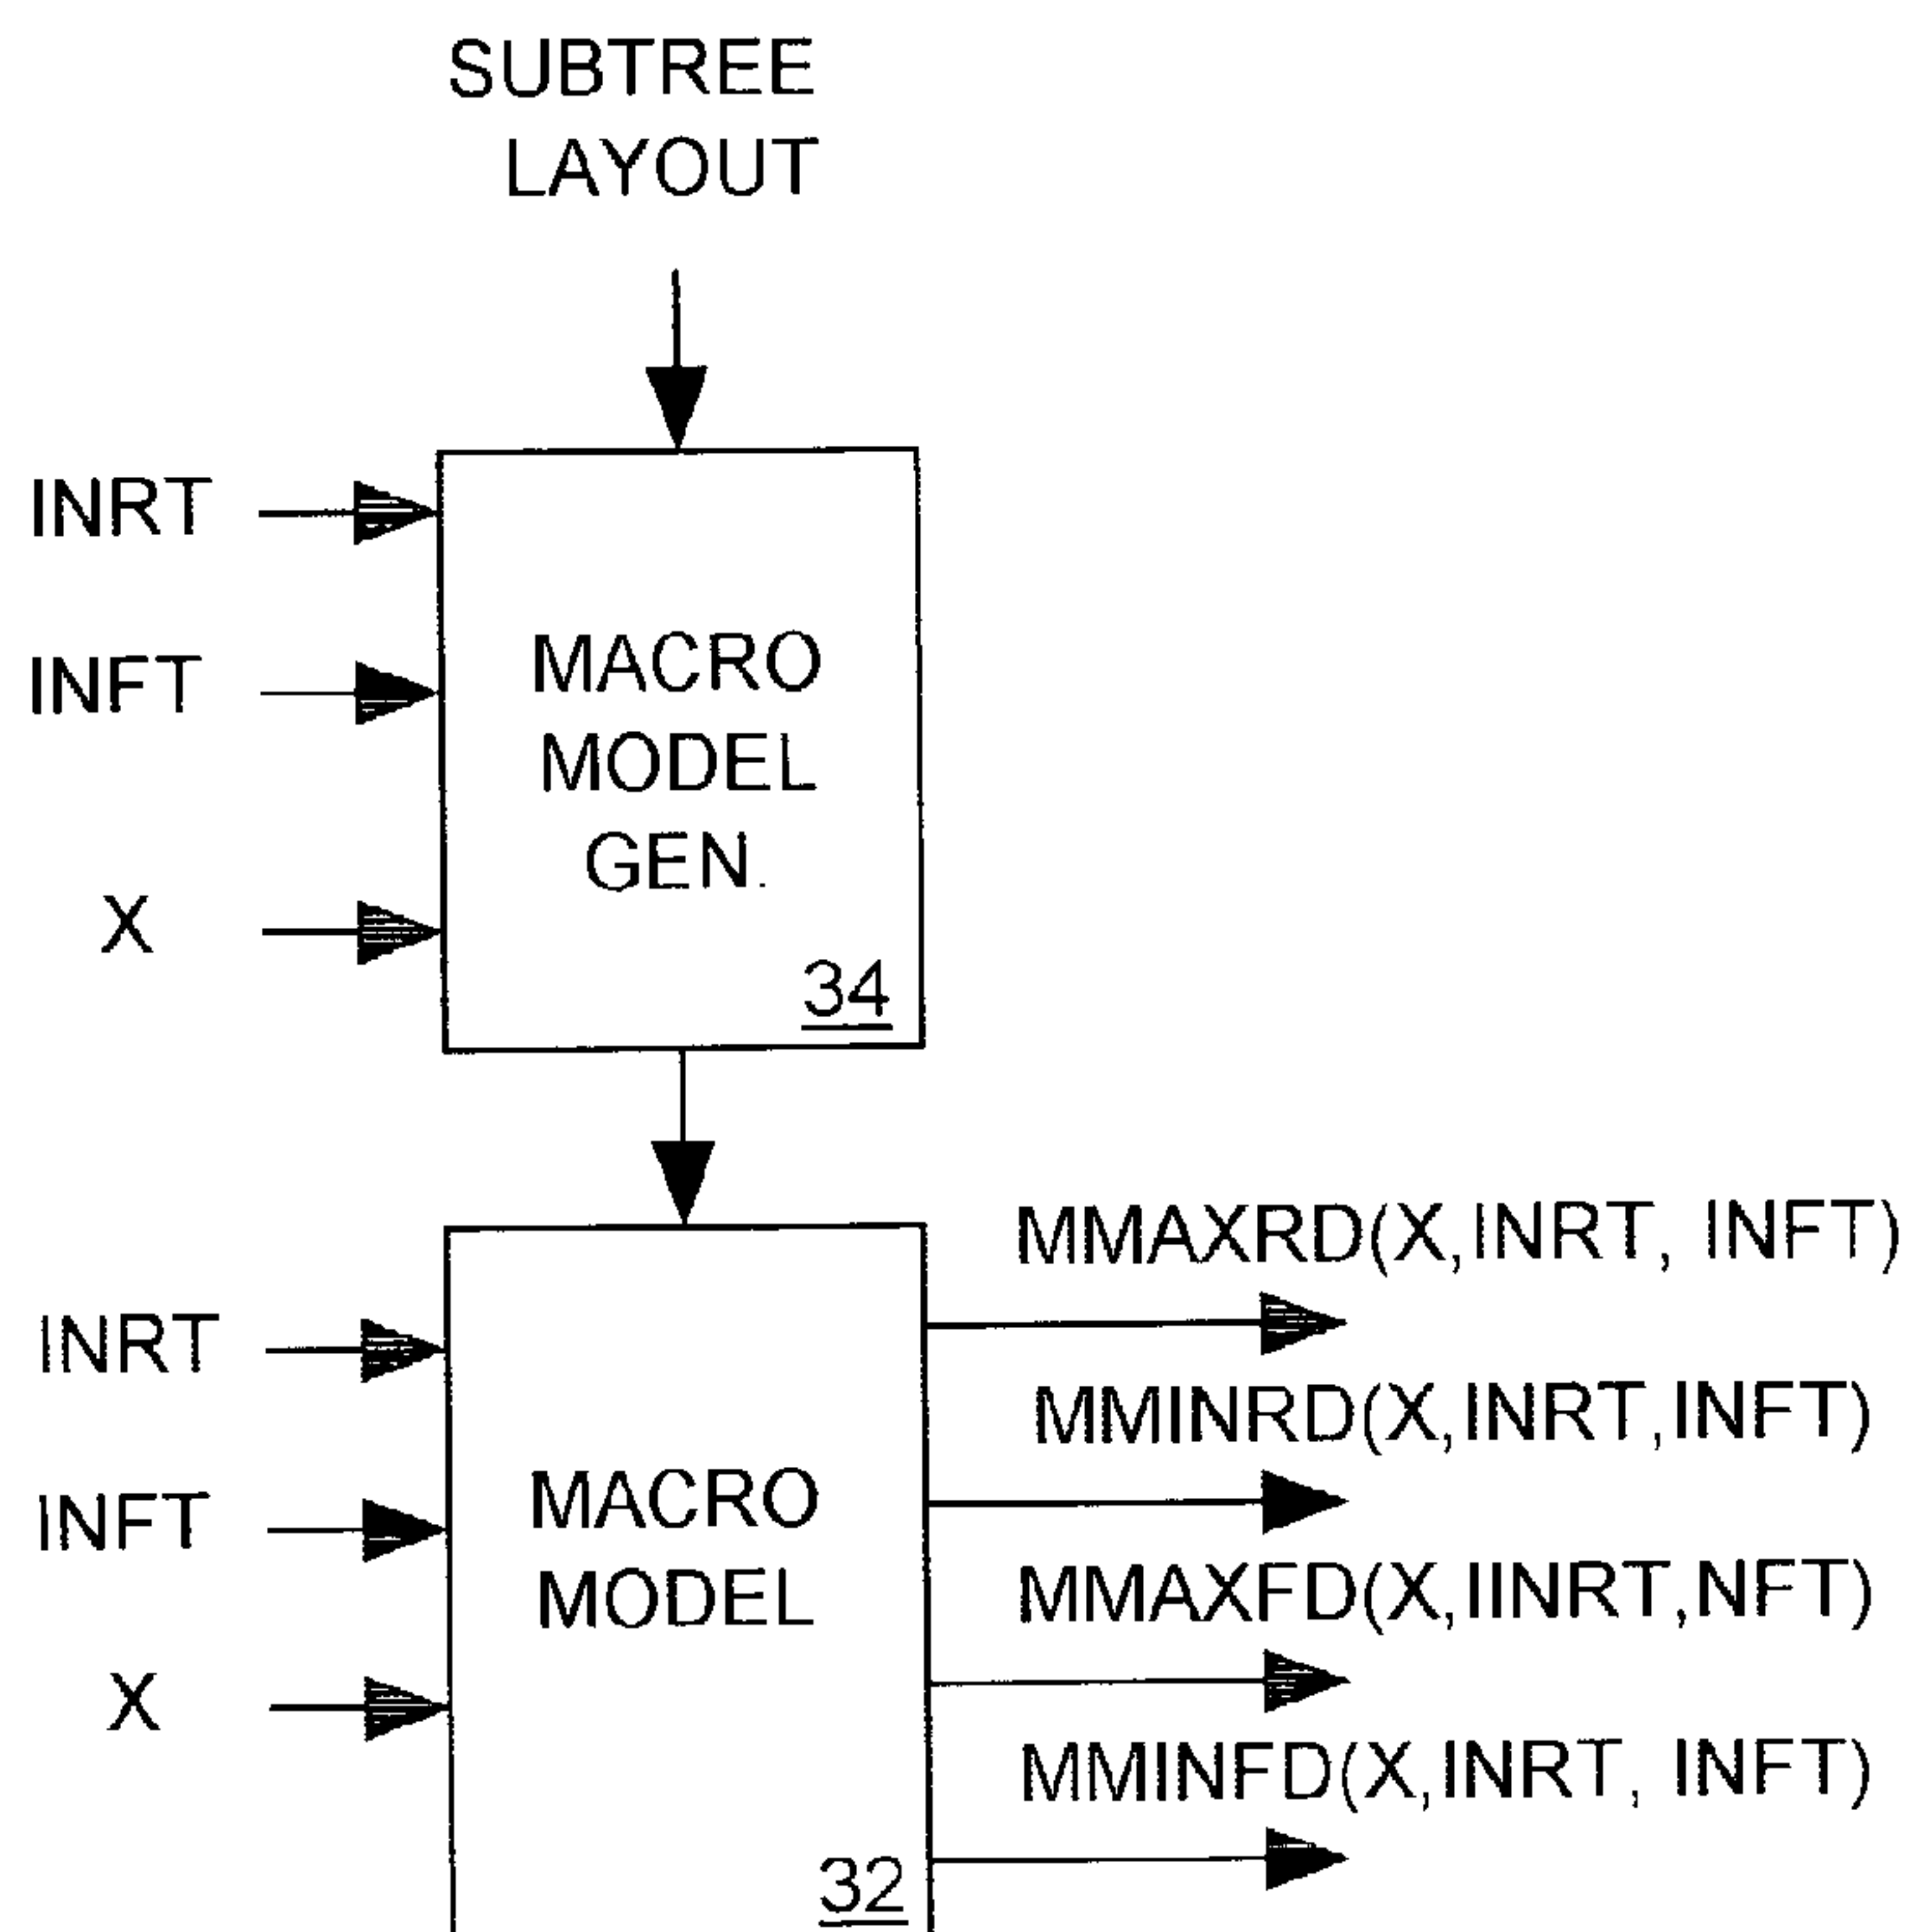 SUBTREE
LAYOUT
INRT
INFT
X
MACRO
MODEL
GEN.
34
INRT
INFT
X
MACRO
MODEL
32
MMAXRD(X,INRT, INFT)
MMINRD(X,INRT,INFT)
MMAXFD(X,IINRT,NFT)
MMINFD(X,INRT, INFT)